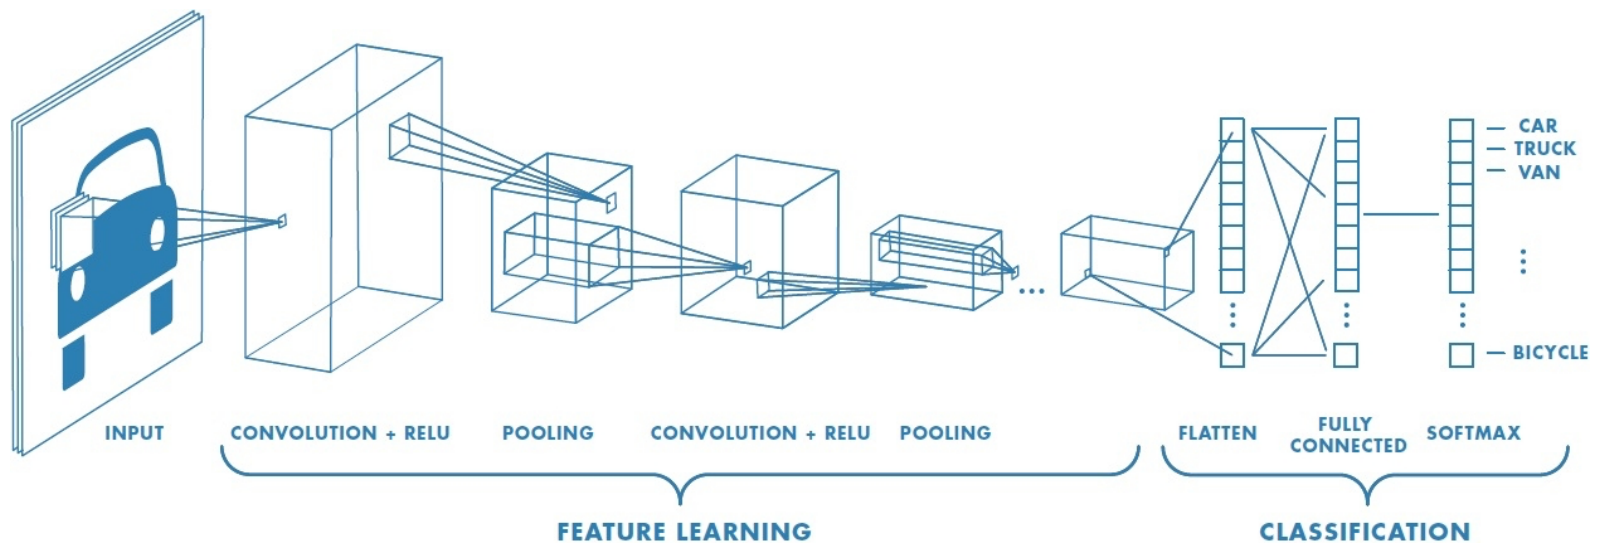 CAR
TRUCK
VAN
BICYCLE
INPUT
CONVOLUTION + RELU
POOLING
CONVOLUTION + RELU
POOLING
FLATTEN
FULLY
CONNECTED
SOFTMAX
FEATURE LEARNING
CLASSIFICATION